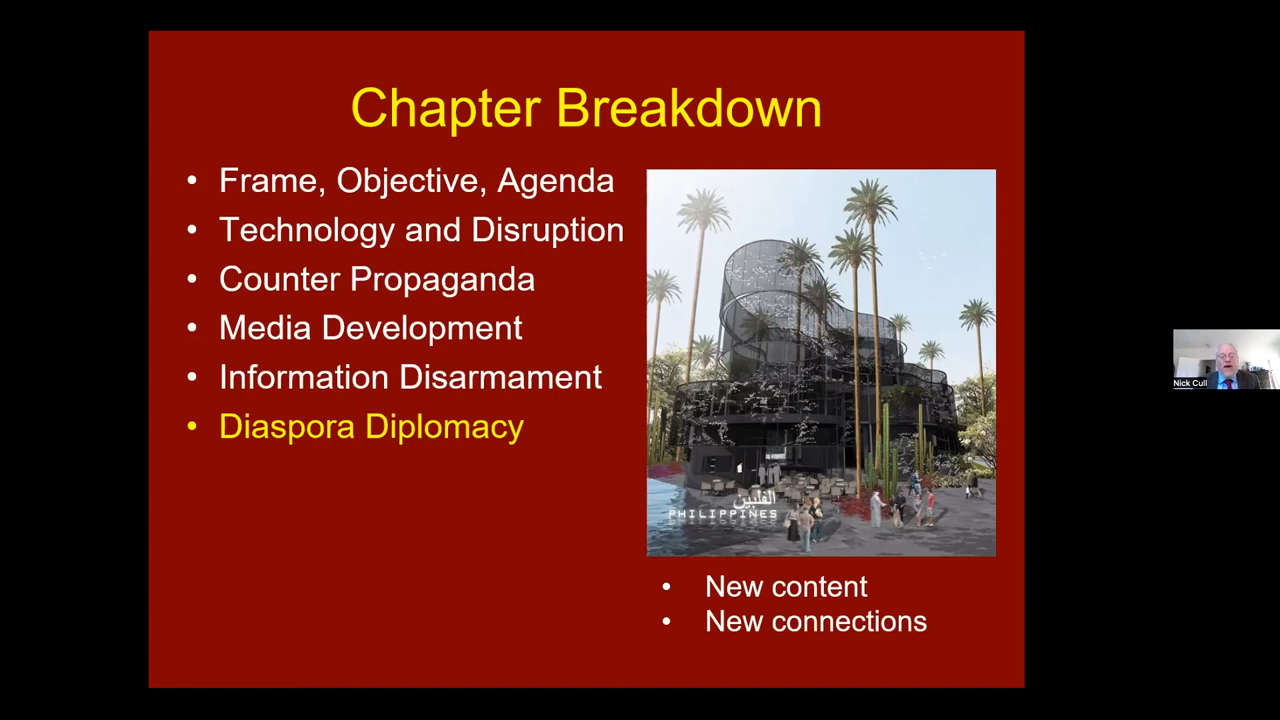 Chapter Breakdown
• Frame, Objective, Agenda
• Technology and Disruption
• Counter Propaganda
• Media Development
• Information Disarmament
• Diaspora Diplomacy
الفلبين
PHILIPPINES
• New content
• New connections
Nick Cull